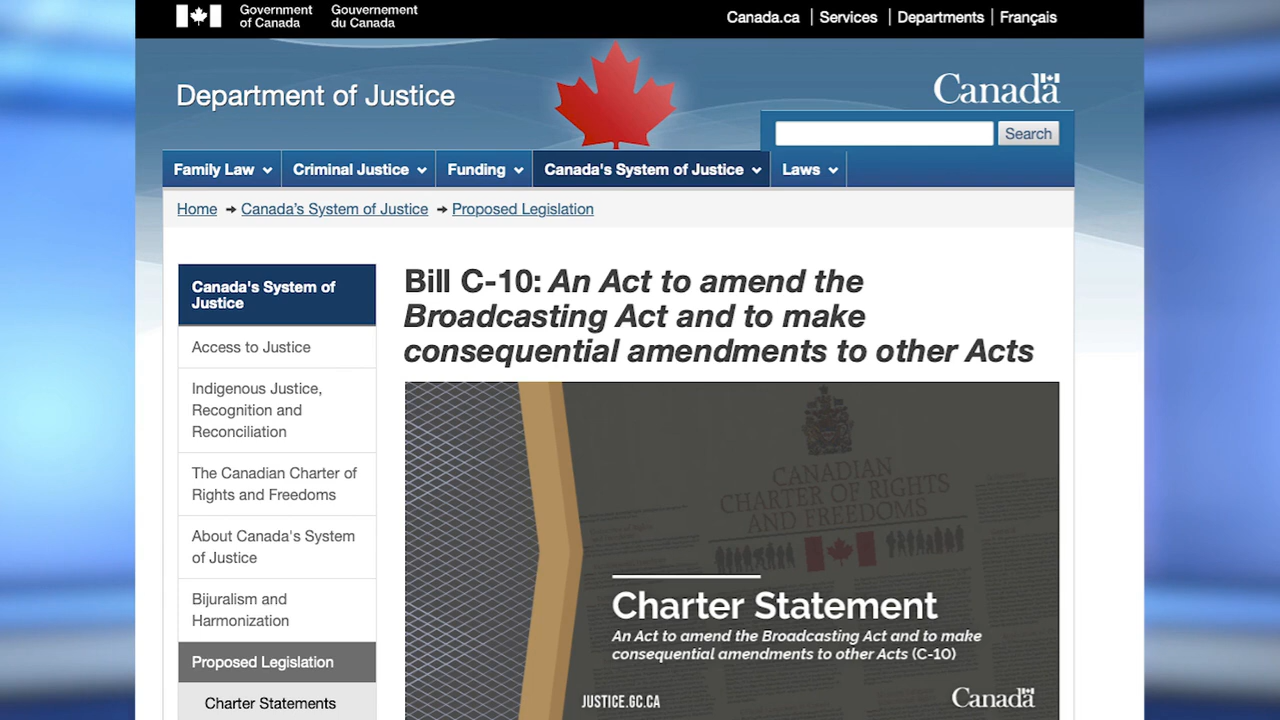 Government of Canada
Gouvernement du Canada
Canada.ca | Services | Departments | Français
Department of Justice
Canada
Search
Family Law
Criminal Justice
Funding
Canada's System of Justice
Laws
Home → Canada's System of Justice → Proposed Legislation
Canada's System of
Justice
Access to Justice
Indigenous Justice,
Recognition and
Reconciliation
The Canadian Charter of
Rights and Freedoms
About Canada's System
of Justice
Bijuralism and
Harmonization
Proposed Legislation
Charter Statements
Bill C-10: An Act to amend the
Broadcasting Act and to make
consequential amendments to other Acts
CANADIAN
CHARTER OF RIGHTS
AND FREEDOMS
Charter Statement
An Act to amend the Broadcasting Act and to make
consequential amendments to other Acts (C-10)
JUSTICE.GC.CA
Canada